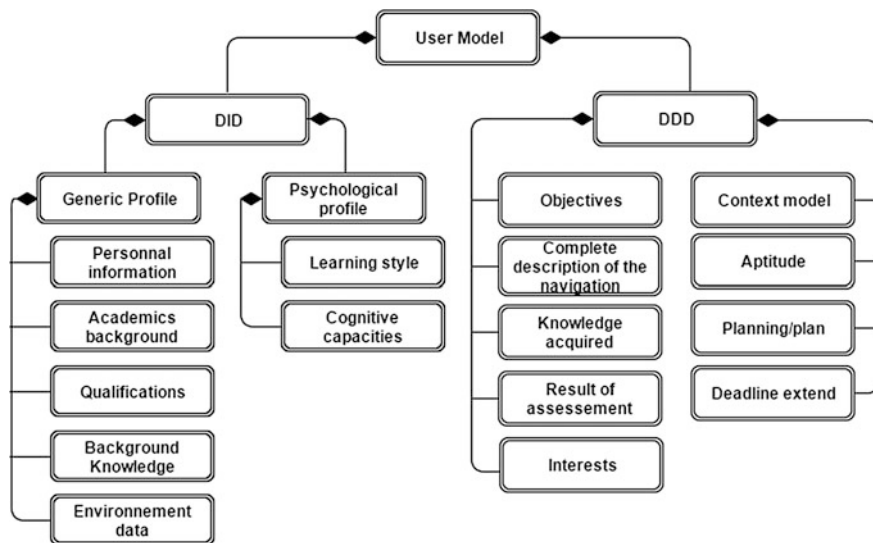 User Model
DID
DDD
Generic Profile
Psychological
profile
Personnal
information
Learning style
Academics
background
Cognitive
capacities
Qualifications
Background
Knowledge
Environnement
data
Objectives
Context model
Complete
description of the
navigation
Aptitude
Knowledge
acquired
Planning/plan
Result of
assessement
Deadline extend
Interests